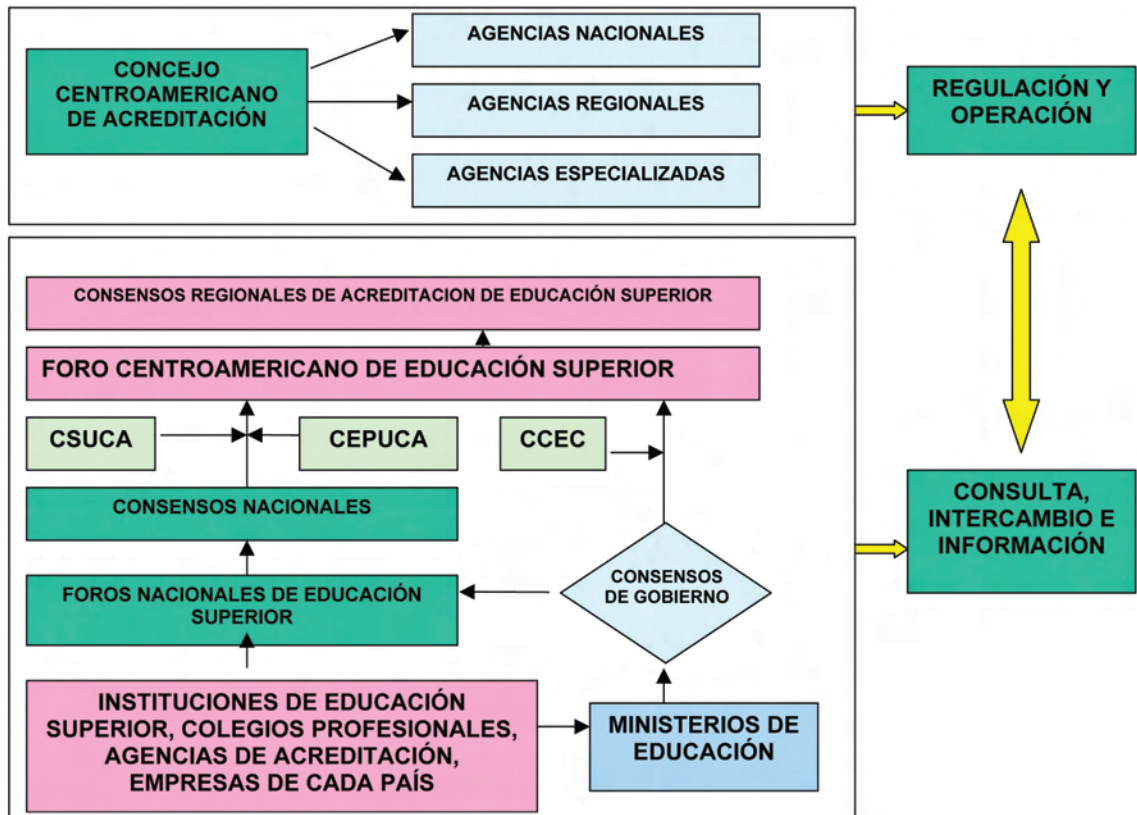 CONCEJO
CENTROAMERICANO
DE ACREDITACIÓN
AGENCIAS NACIONALES
AGENCIAS REGIONALES
AGENCIAS ESPECIALIZADAS
REGULACIÓN Y
OPERACIÓN
CONSENSOS REGIONALES DE ACREDITACION DE EDUCACIÓN SUPERIOR
FORO CENTROAMERICANO DE EDUCACIÓN SUPERIOR
CSUCA
CEPUCA
CCEC
CONSENSOS NACIONALES
FOROS NACIONALES DE EDUCACIÓN
SUPERIOR
CONSENSOS
DE GOBIERNO
INSTITUCIONES DE EDUCACIÓN
SUPERIOR, COLEGIOS PROFESIONALES,
AGENCIAS DE ACREDITACIÓN,
EMPRESAS DE CADA PAÍS
MINISTERIOS DE
EDUCACIÓN
CONSULTA,
INTERCAMBIO E
INFORMACIÓN